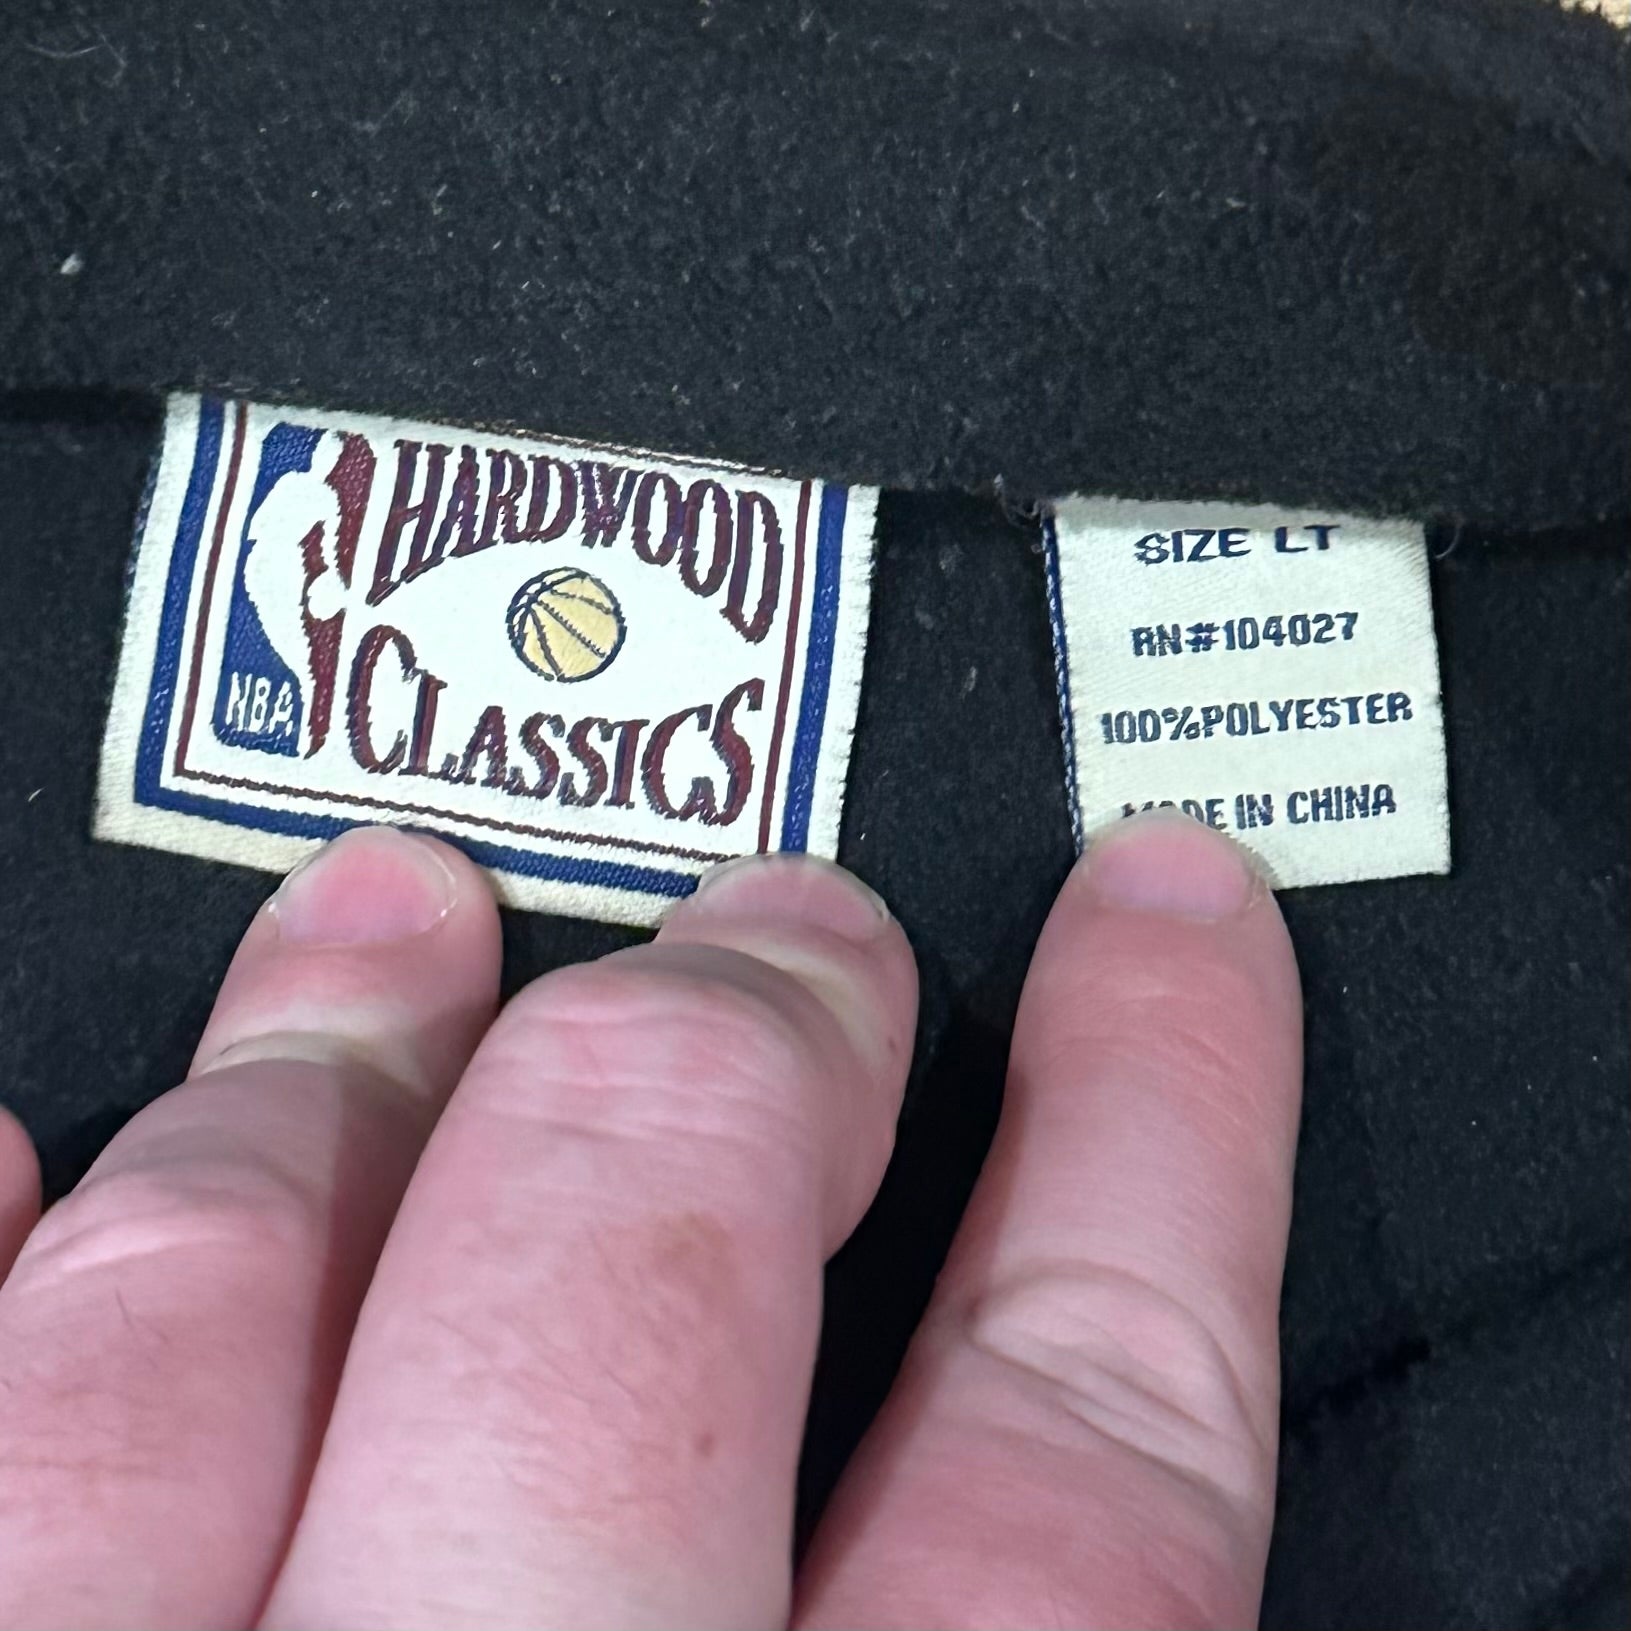 HARDWOOD
CLASSICS
NBA
SIZE LT
RN#104027
100%POLYESTER
MADE IN CHINA